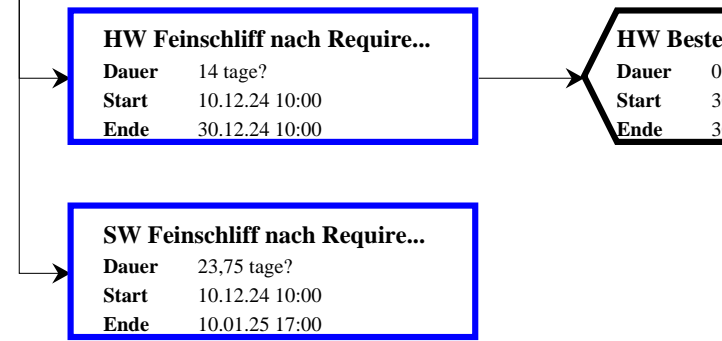 HW Feinschliff nach Require...
Dauer 14 tage?
Start 10.12.24 10:00
Ende 30.12.24 10:00
HW Beste
Dauer 0
Start 3
Ende 3
SW Feinschliff nach Require...
Dauer 23,75 tage?
Start 10.12.24 10:00
Ende 10.01.25 17:00